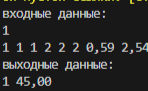 входные данные:
1
1 1 1 2 2 2 0,59 2,54
выходные данные:
1 45,00